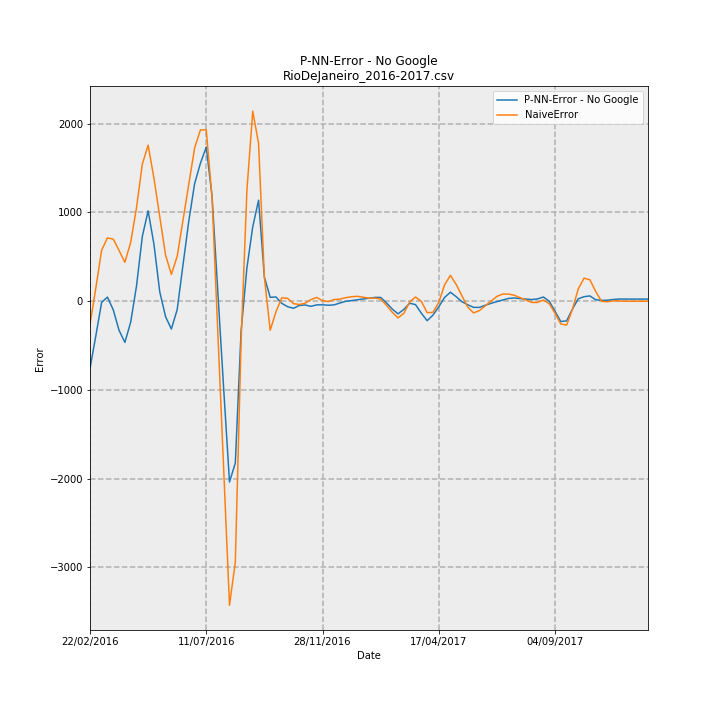 P-NN-Error - No Google
RioDeJaneiro_2016-2017.csv
P-NN-Error - No Google
NaiveError
2000
1000
0
−1000
−2000
−3000
Error
22/02/2016
11/07/2016
28/11/2016
17/04/2017
04/09/2017
Date